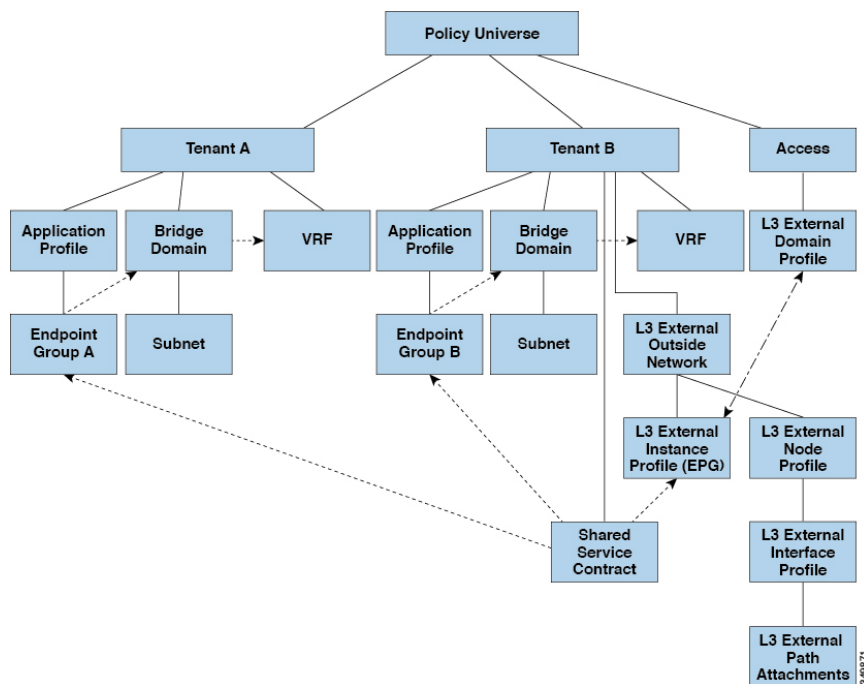 Policy Universe
Tenant A
Tenant B
Access
Application
Profile
Bridge
Domain
VRF
Application
Profile
Bridge
Domain
VRF
L3 External
Domain
Profile
Endpoint
Group A
Subnet
Endpoint
Group B
Subnet
L3 External
Outside
Network
L3 External
Instance
Profile (EPG)
L3 External
Node
Profile
Shared
Service
Contract
L3 External
Interface
Profile
L3 External
Path
Attachments